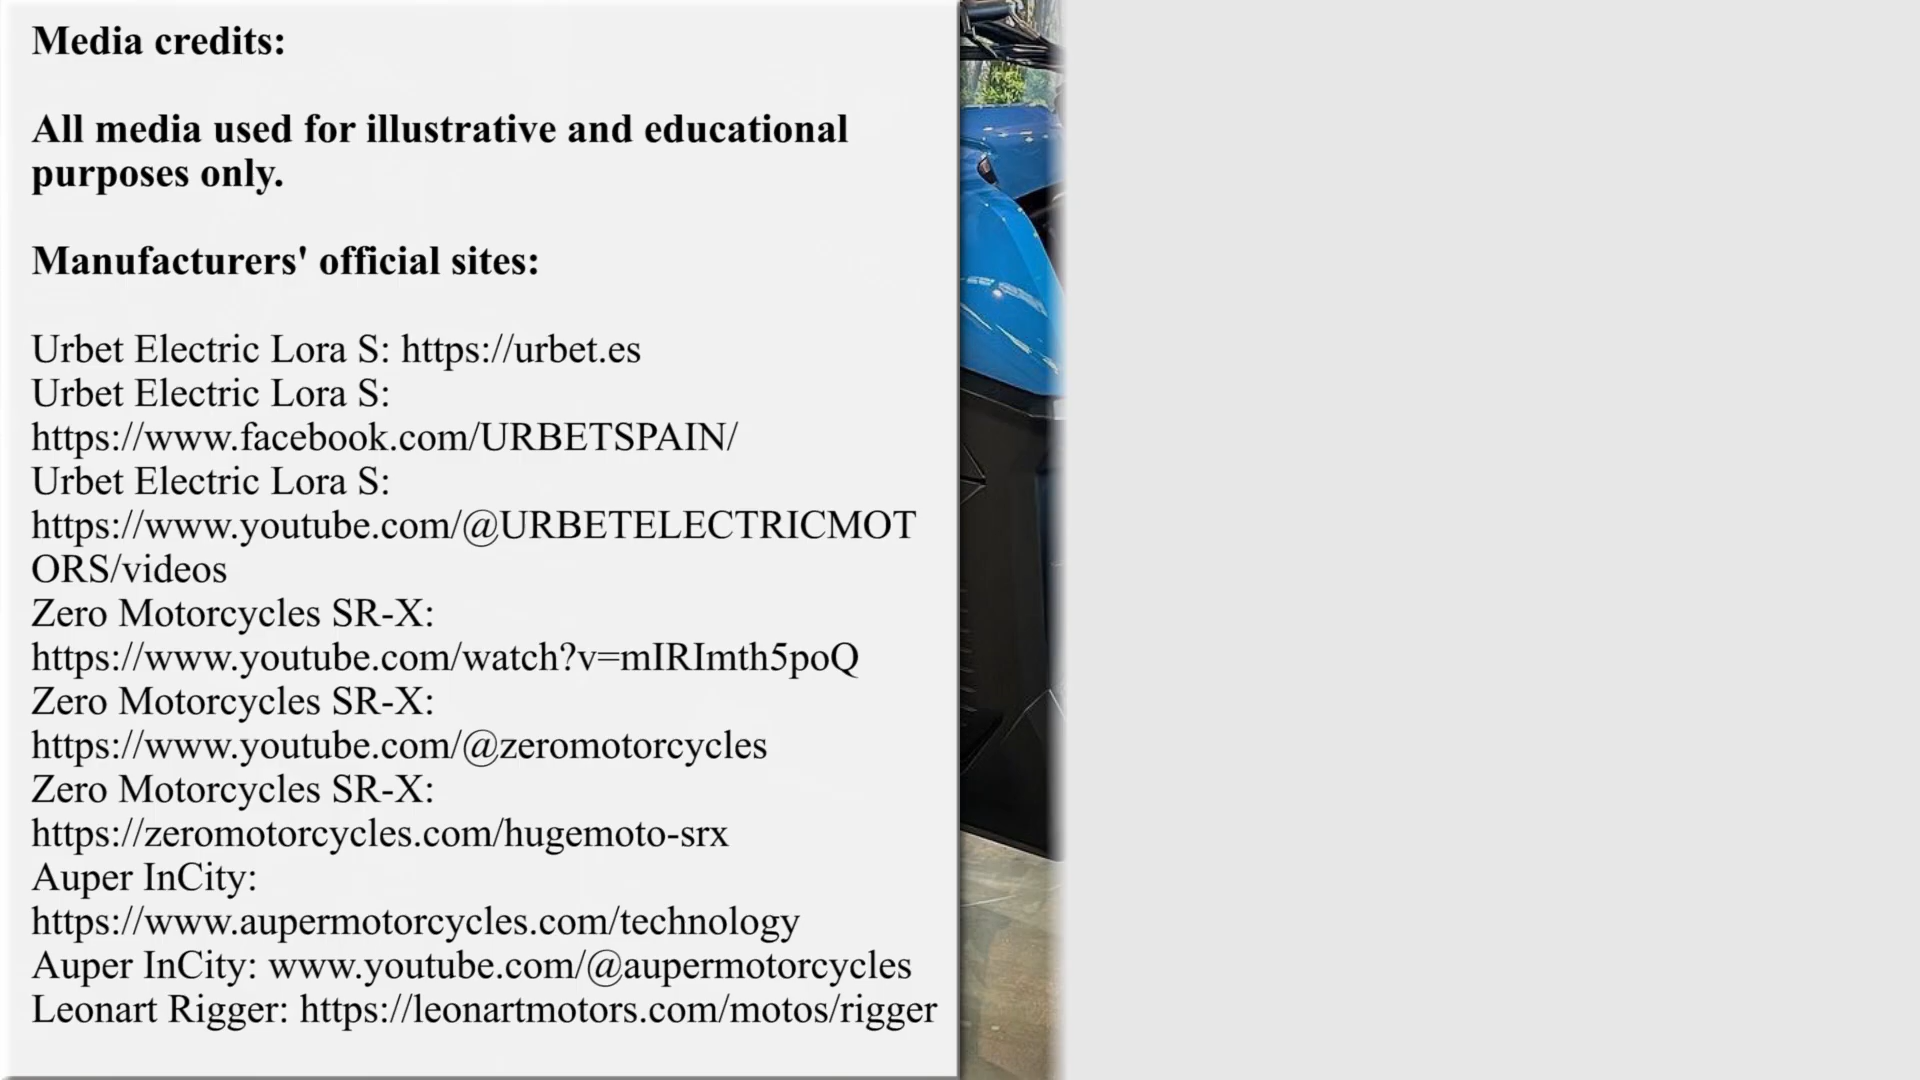 Media credits:
All media used for illustrative and educational
purposes only.
Manufacturers' official sites:
Urbet Electric Lora S: https://urbet.es
Urbet Electric Lora S:
https://www.facebook.com/URBETSPAIN/
Urbet Electric Lora S:
https://www.youtube.com/@URBETELECTRICMOT
ORS/videos
Zero Motorcycles SR-X:
https://www.youtube.com/watch?v=mIRImth5poQ
Zero Motorcycles SR-X:
https://www.youtube.com/@zeromotorcycles
Zero Motorcycles SR-X:
https://zeromotorcycles.com/hugemoto-srx
Auper InCity:
https://www.aupermotorcycles.com/technology
Auper InCity: www.youtube.com/@aupermotorcycles
Leonart Rigger: https://leonartmotors.com/motos/rigger